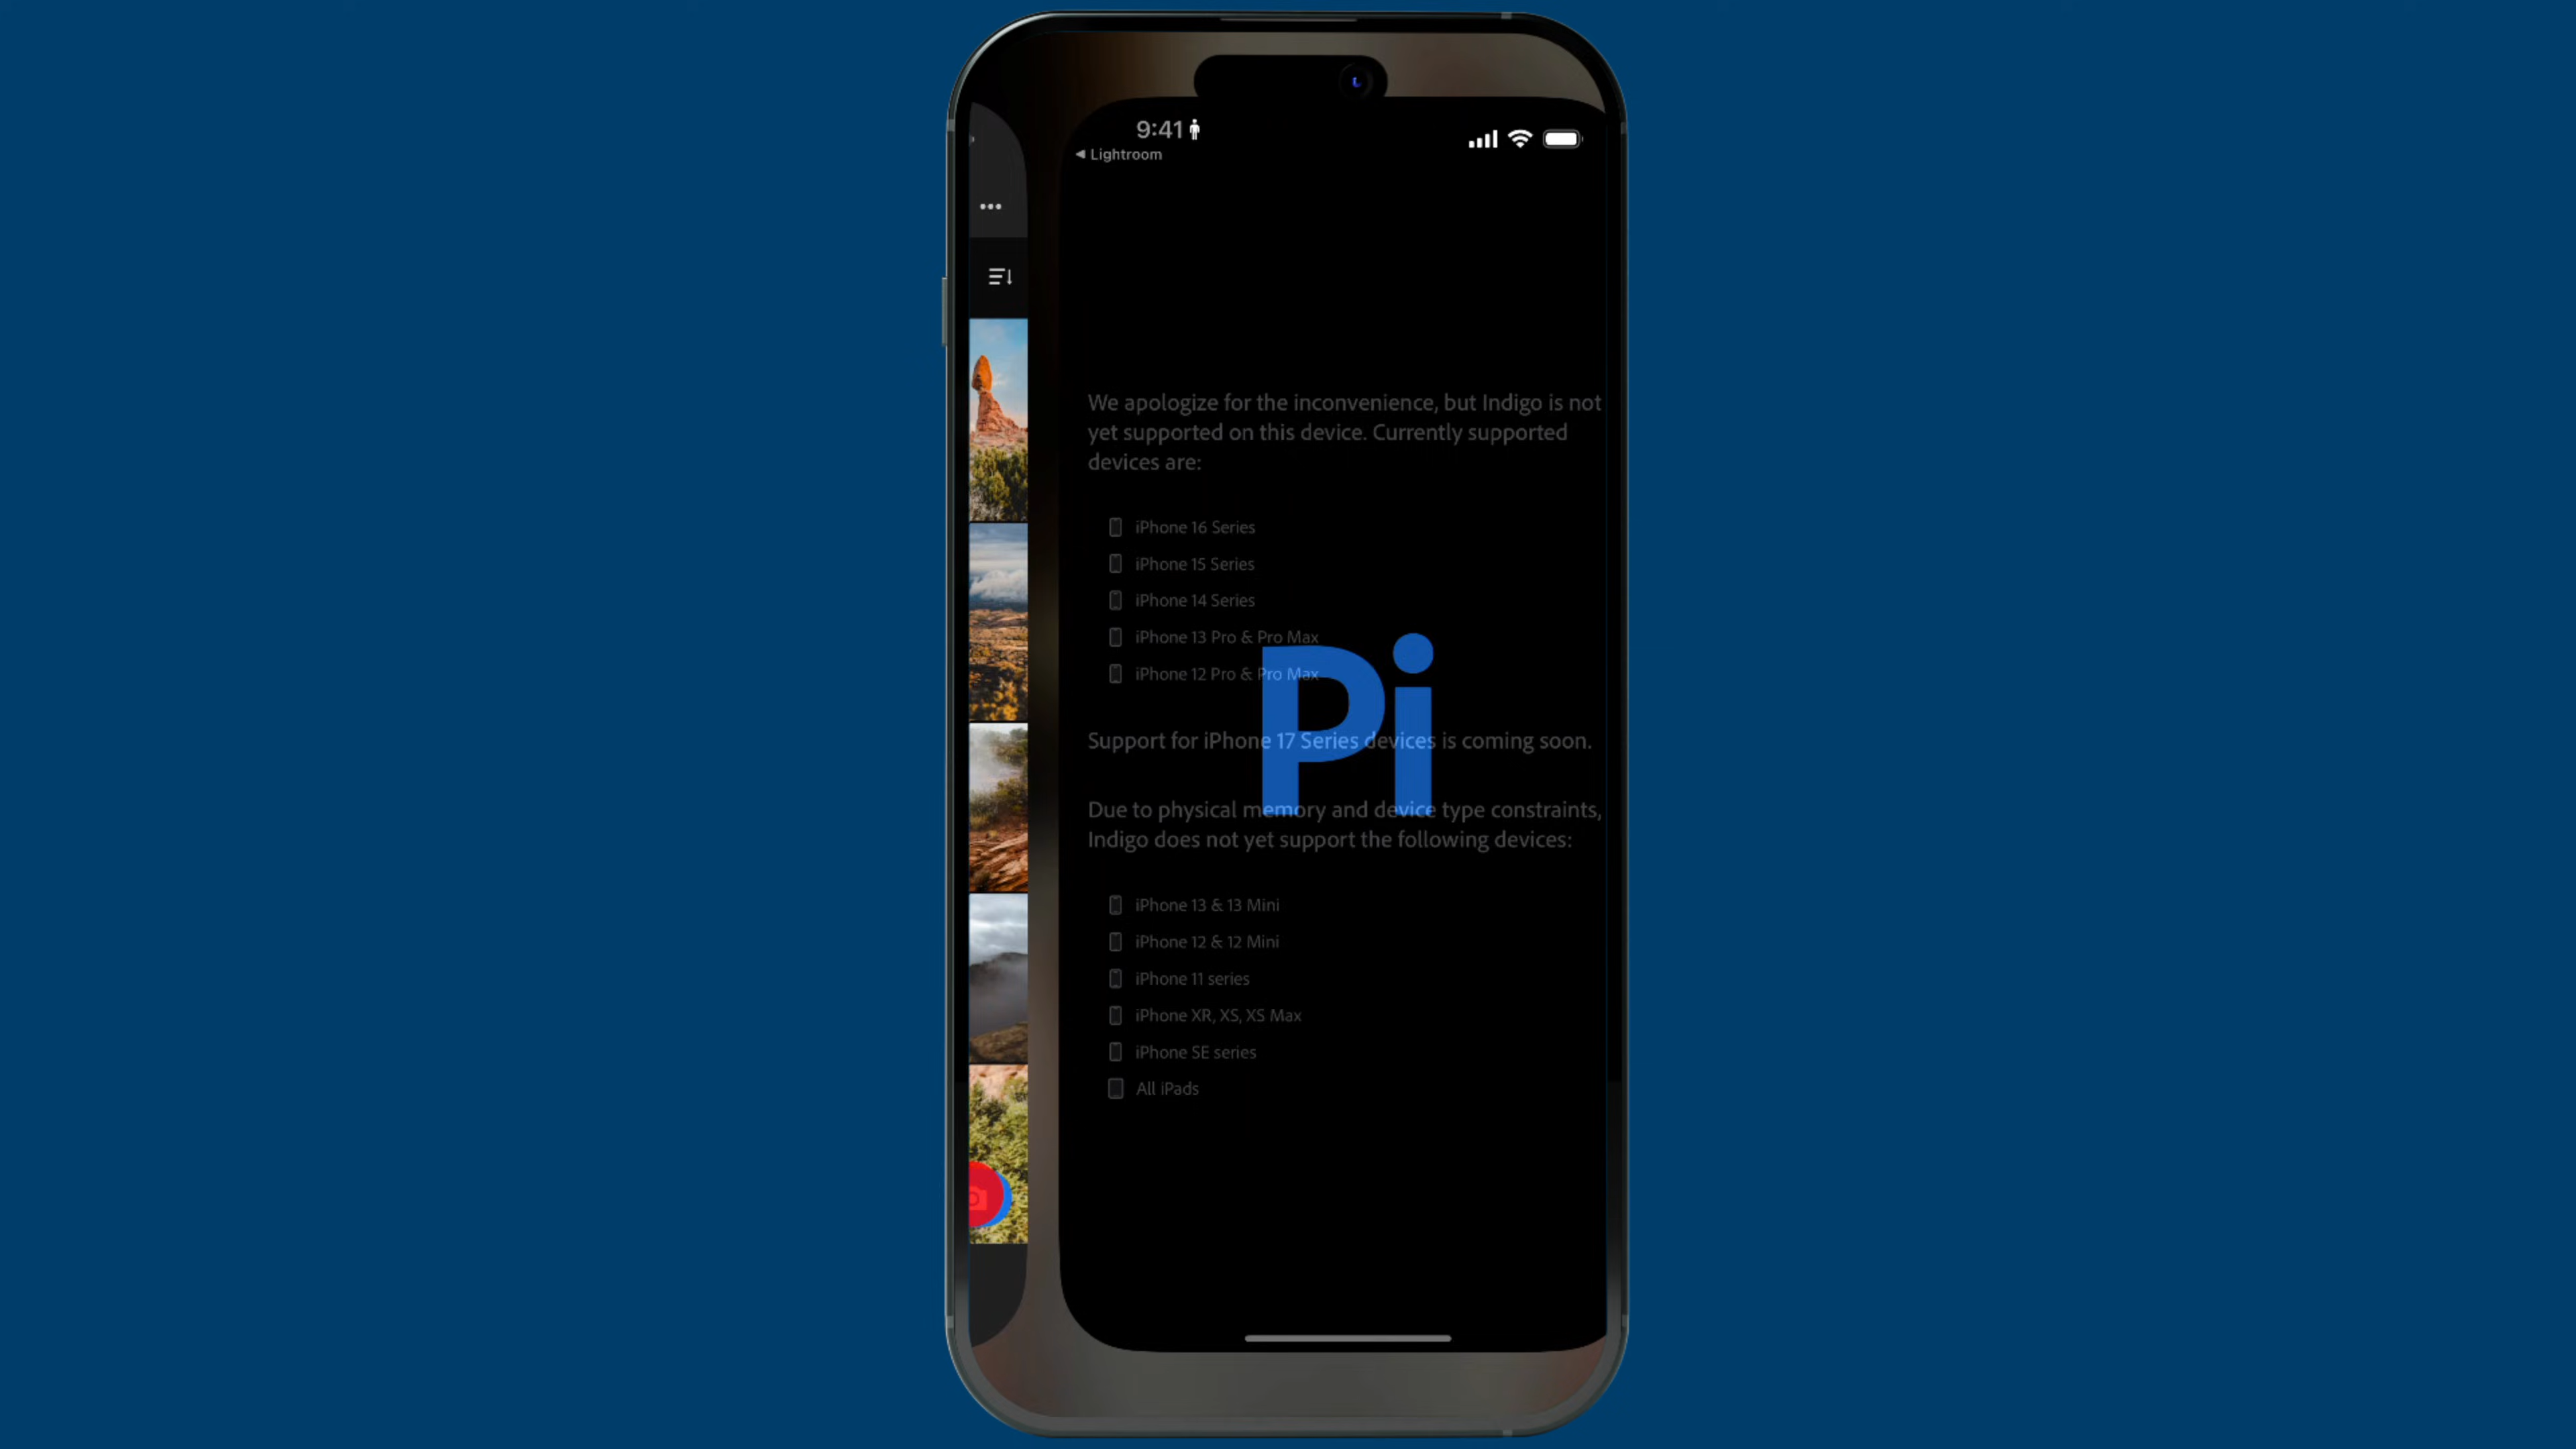 9:41
◀ Lightroom
We apologize for the inconvenience, but Indigo is not
yet supported on this device. Currently supported
devices are:
iPhone 16 Series
iPhone 15 Series
iPhone 14 Series
iPhone 13 Pro & Pro Max
iPhone 12 Pro & Pro Max
Pi
Support for iPhone 17 Series devices is coming soon.
Due to physical memory and device type constraints,
Indigo does not yet support the following devices:
iPhone 13 & 13 Mini
iPhone 12 & 12 Mini
iPhone 11 series
iPhone XR, XS, XS Max
iPhone SE series
All iPads